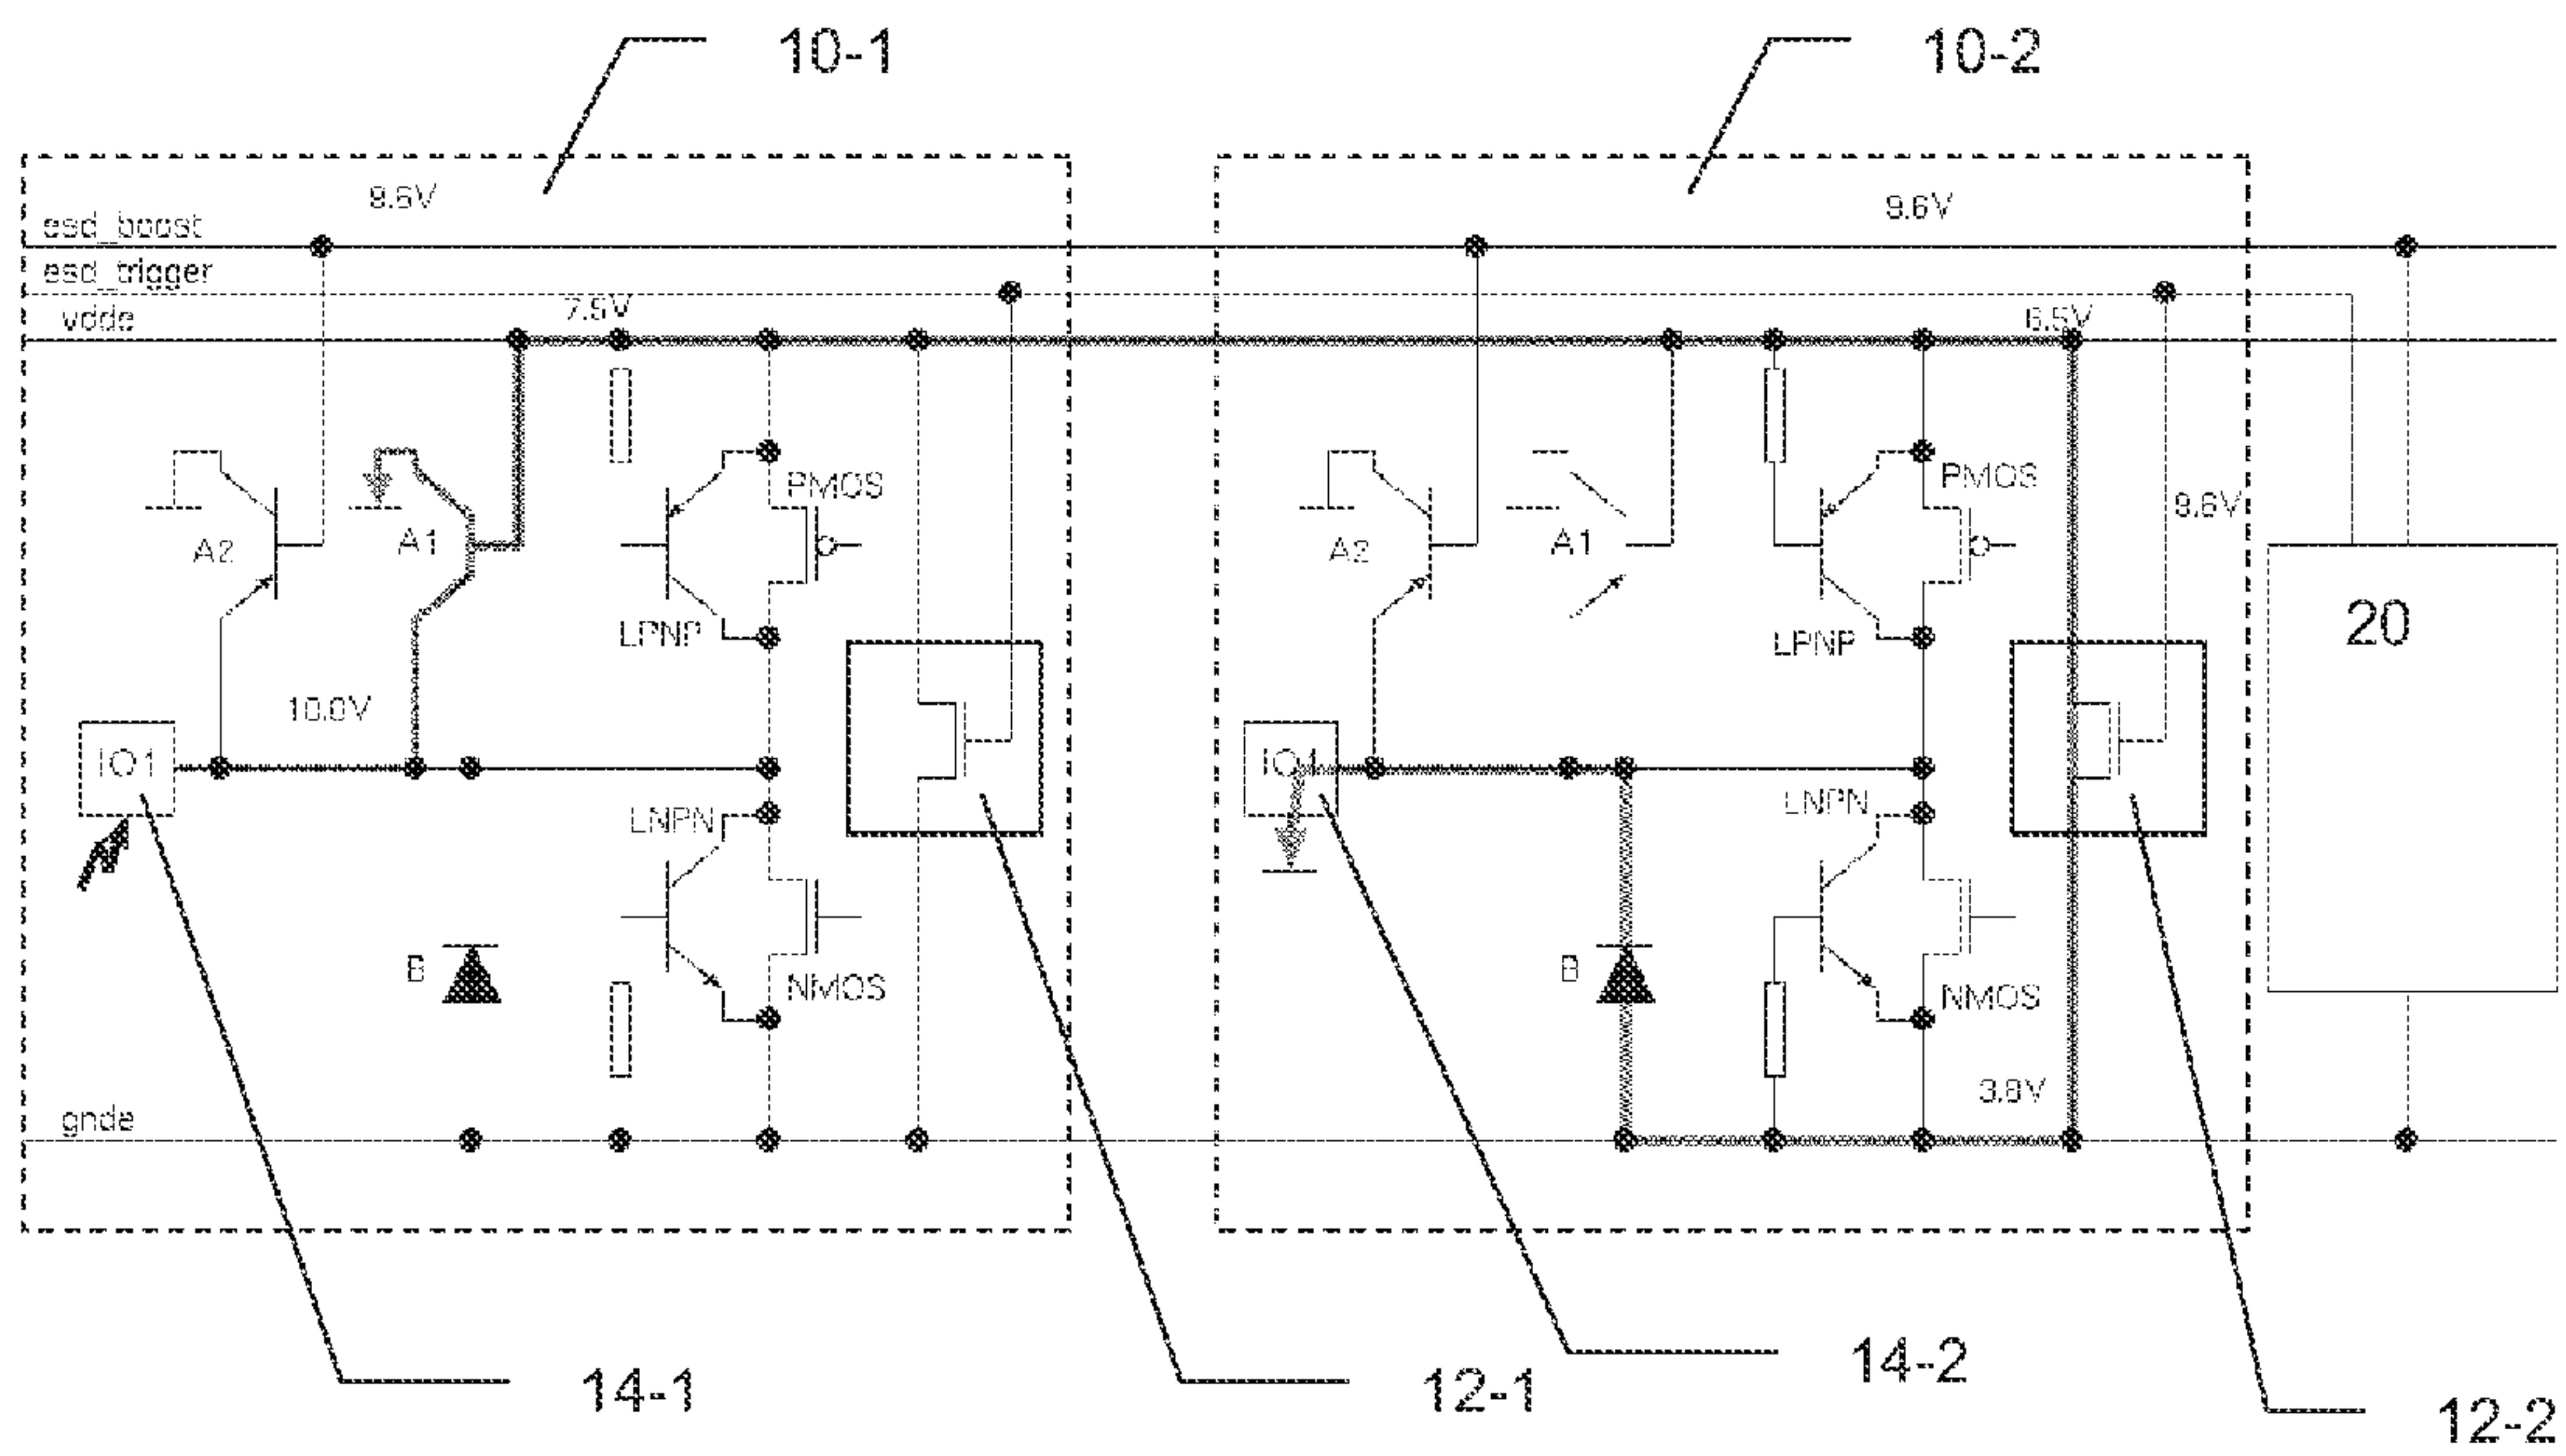 10-1
10-2
9.6V
9.6V
esd_boost
esd_trigger
vdde
7.5V
6.5V
PMOS
PMOS
9.6V
A2
A1
A2
A1
20
LPNP
LPNP
10.0V
IO1
LNPN
LNPN
B
B
NMOS
NMOS
3.8V
gnde
14-1
12-1
14-2
12-2